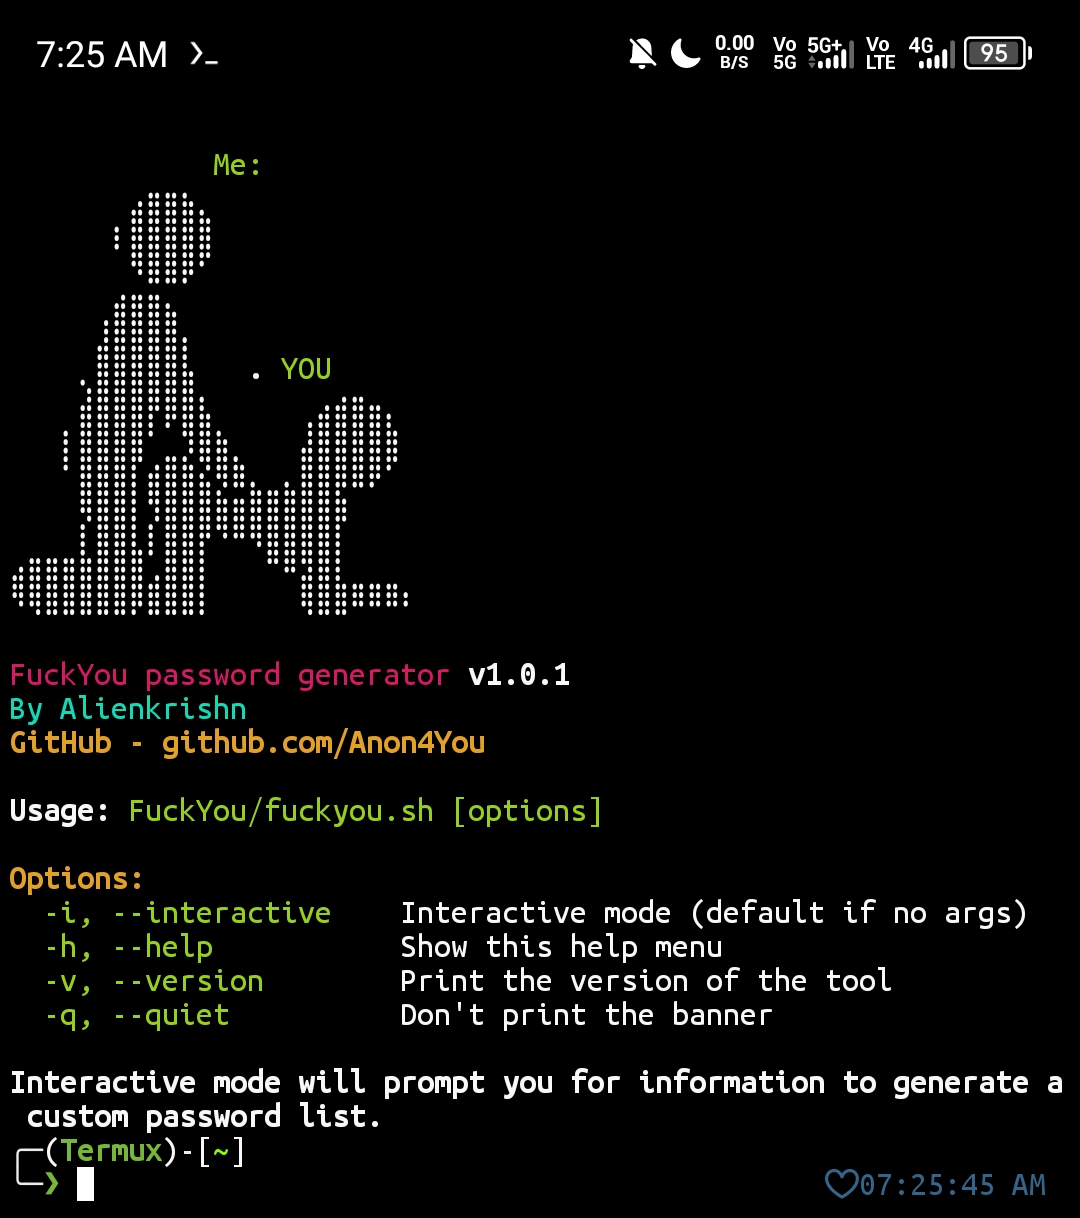 7:25 AM
0.00 B/S Vo 5G 5G+ Vo LTE 4G 95
Me:
. YOU
FuckYou password generator v1.0.1
By Alienkrishn
GitHub - github.com/Anon4You
Usage: FuckYou/fuckyou.sh [options]
Options:
-i, --interactive Interactive mode (default if no args)
-h, --help Show this help menu
-v, --version Print the version of the tool
-q, --quiet Don't print the banner
Interactive mode will prompt you for information to generate a
custom password list.
(Termux)-[~]
❯
07:25:45 AM